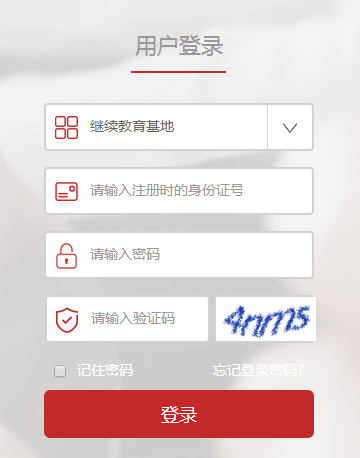 用户登录
继续教育基地
请输入注册时的身份证号
请输入密码
请输入验证码
记住密码 忘记登录密码?
登录